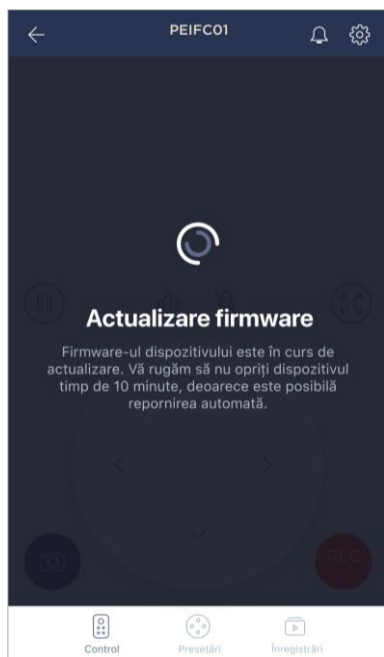 PEIFC01
Actualizare firmware
Firmware-ul dispozitivului este în curs de
actualizare. Vă rugăm să nu opriți dispozitivul
timp de 10 minute, deoarece este posibilă
repornirea automată.
REC
Control Presetări Înregistrări